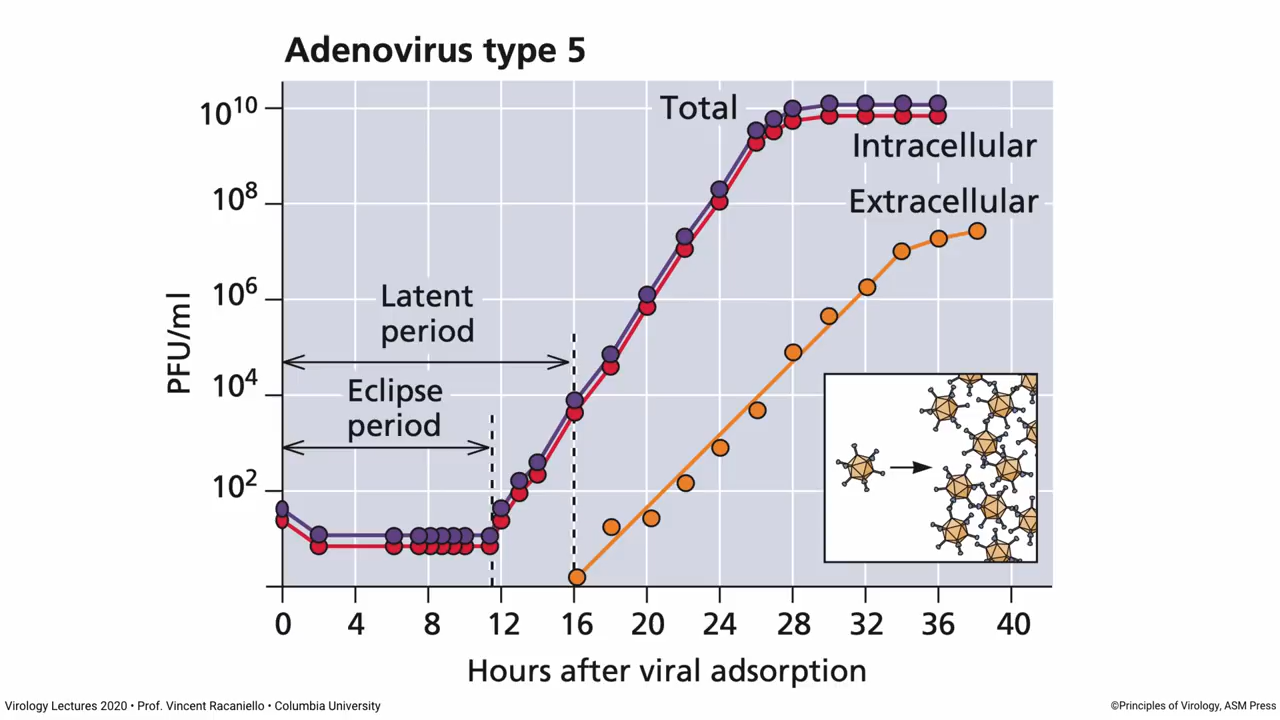 Adenovirus type 5
PFU/ml
10¹⁰
10⁸
10⁶
10⁴
10²
Total
Intracellular
Extracellular
Latent
period
Eclipse
period
0 4 8 12 16 20 24 28 32 36 40
Hours after viral adsorption
Virology Lectures 2020 • Prof. Vincent Racaniello • Columbia University
©Principles of Virology, ASM Press